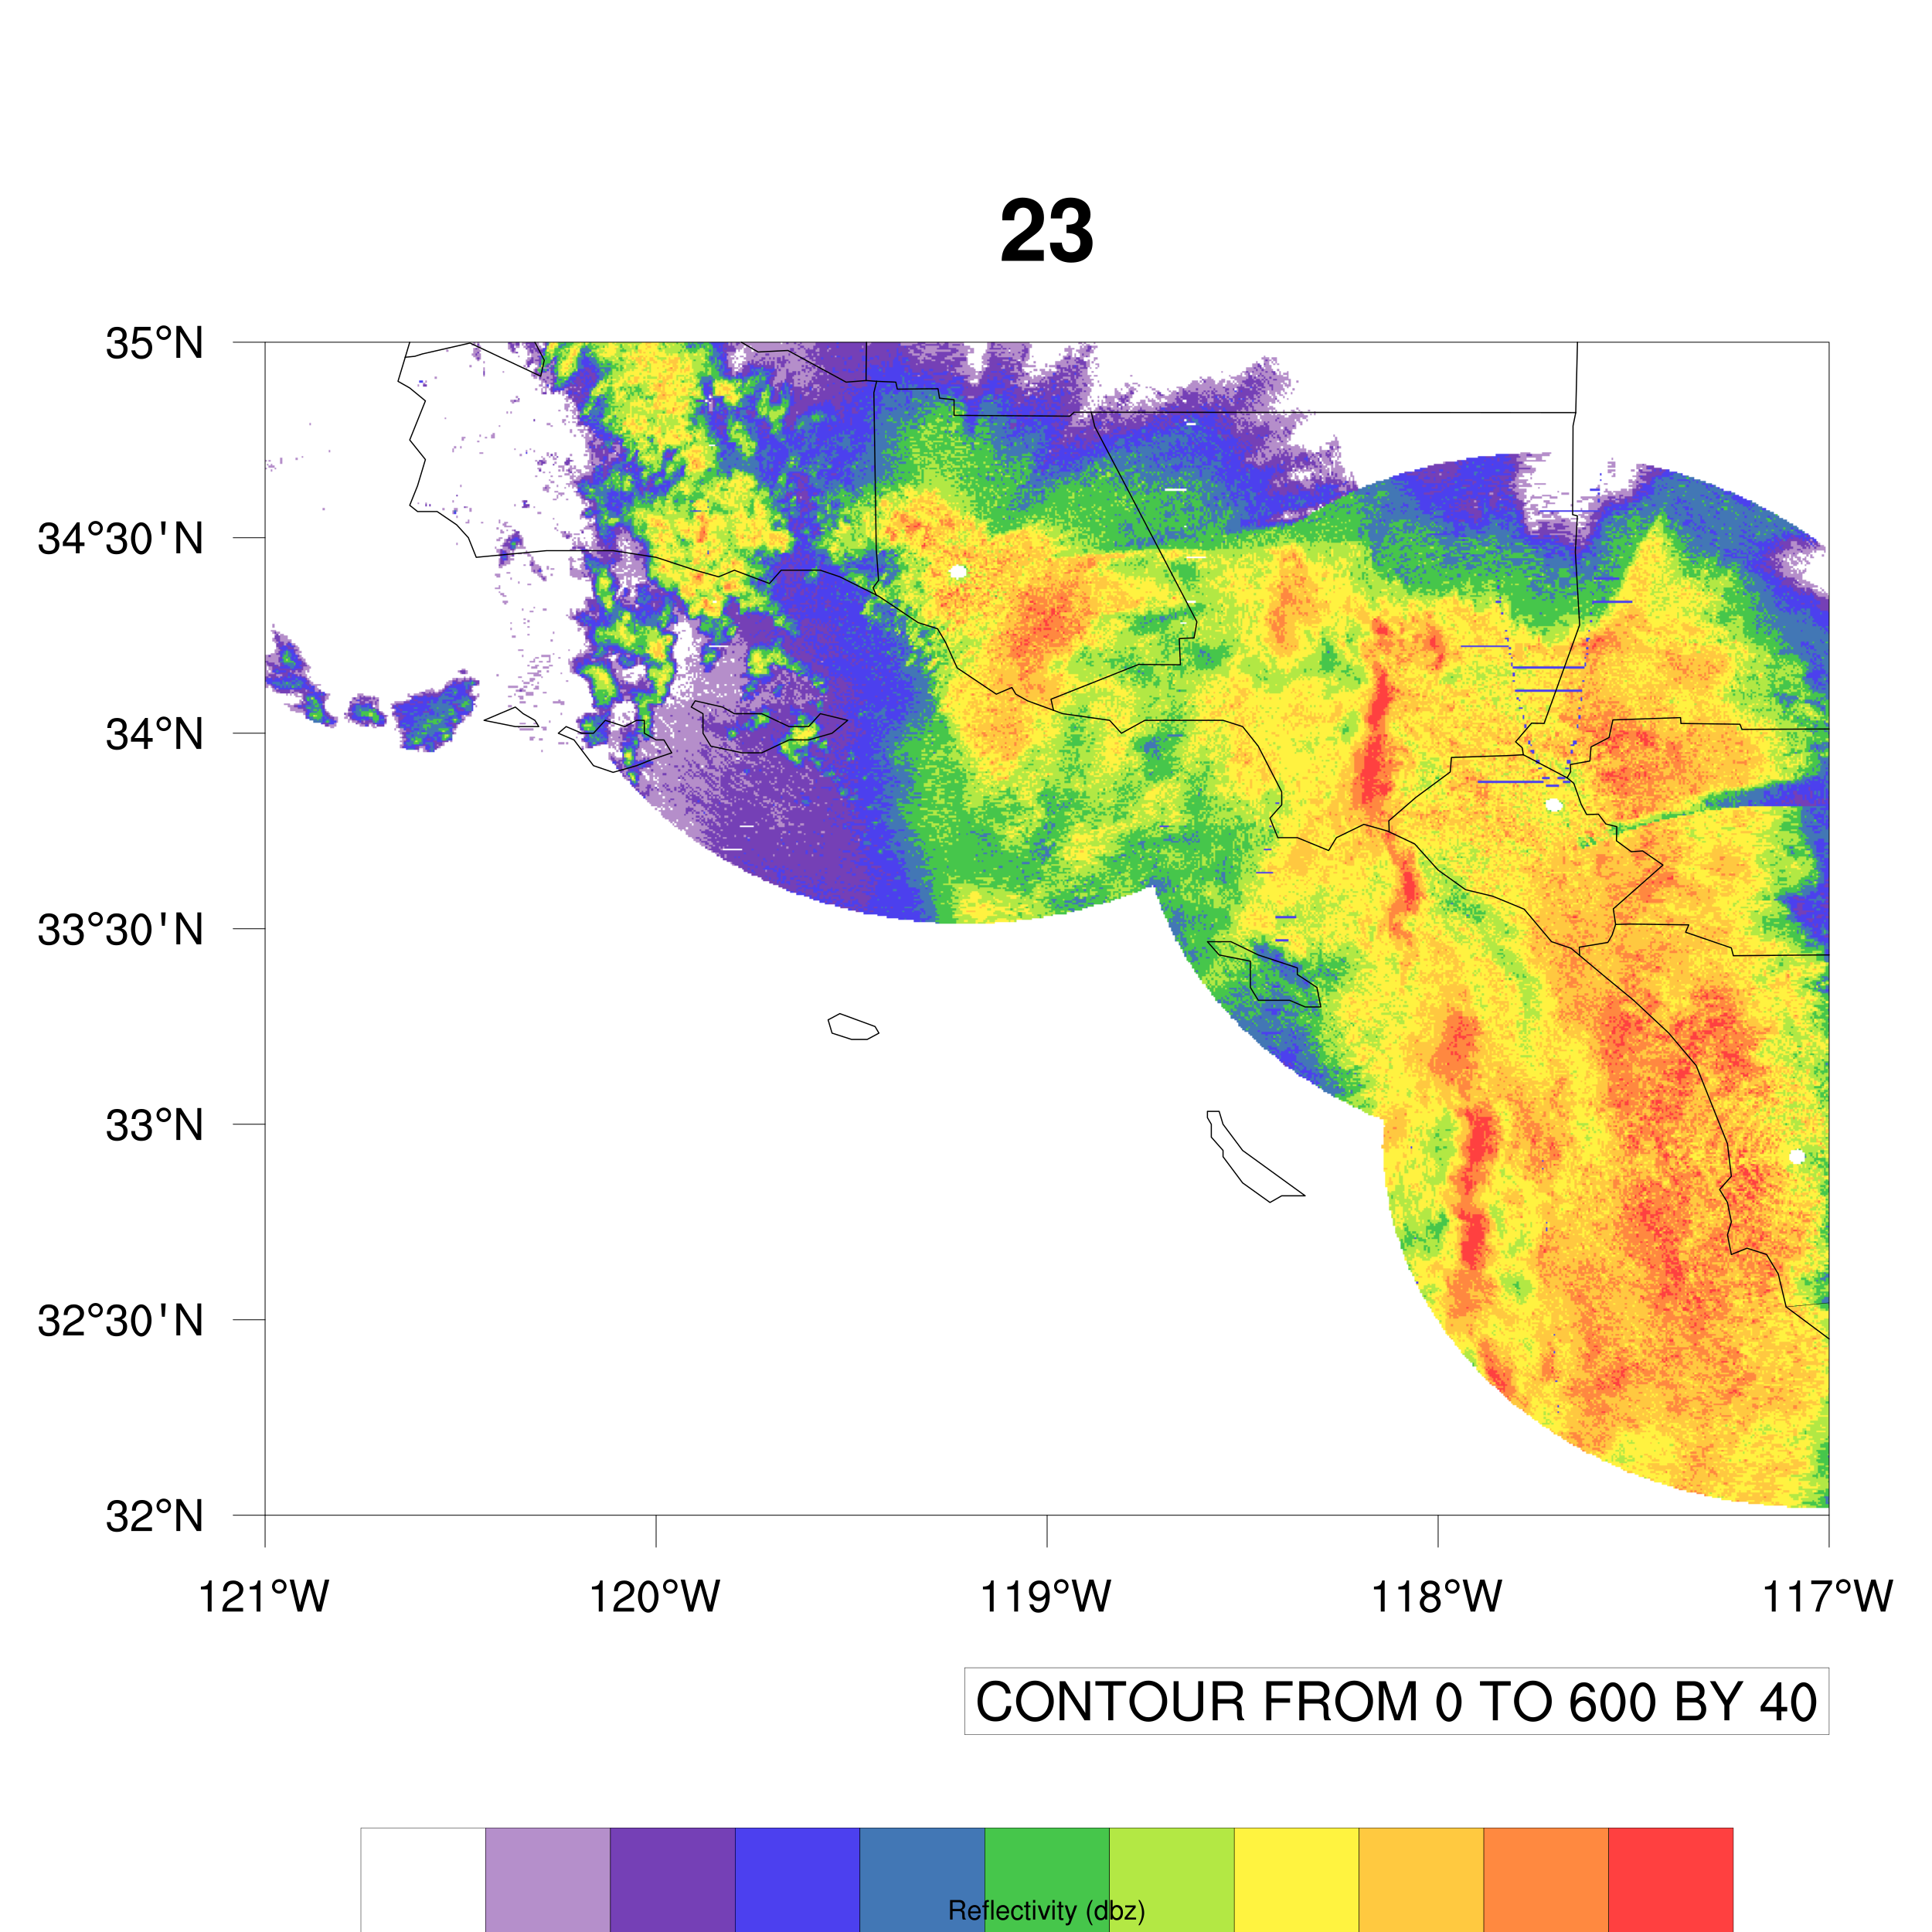 23
35°N
34°30'N
34°N
33°30'N
33°N
32°30'N
32°N
121°W 120°W 119°W 118°W 117°W
CONTOUR FROM 0 TO 600 BY 40
Reflectivity (dbz)